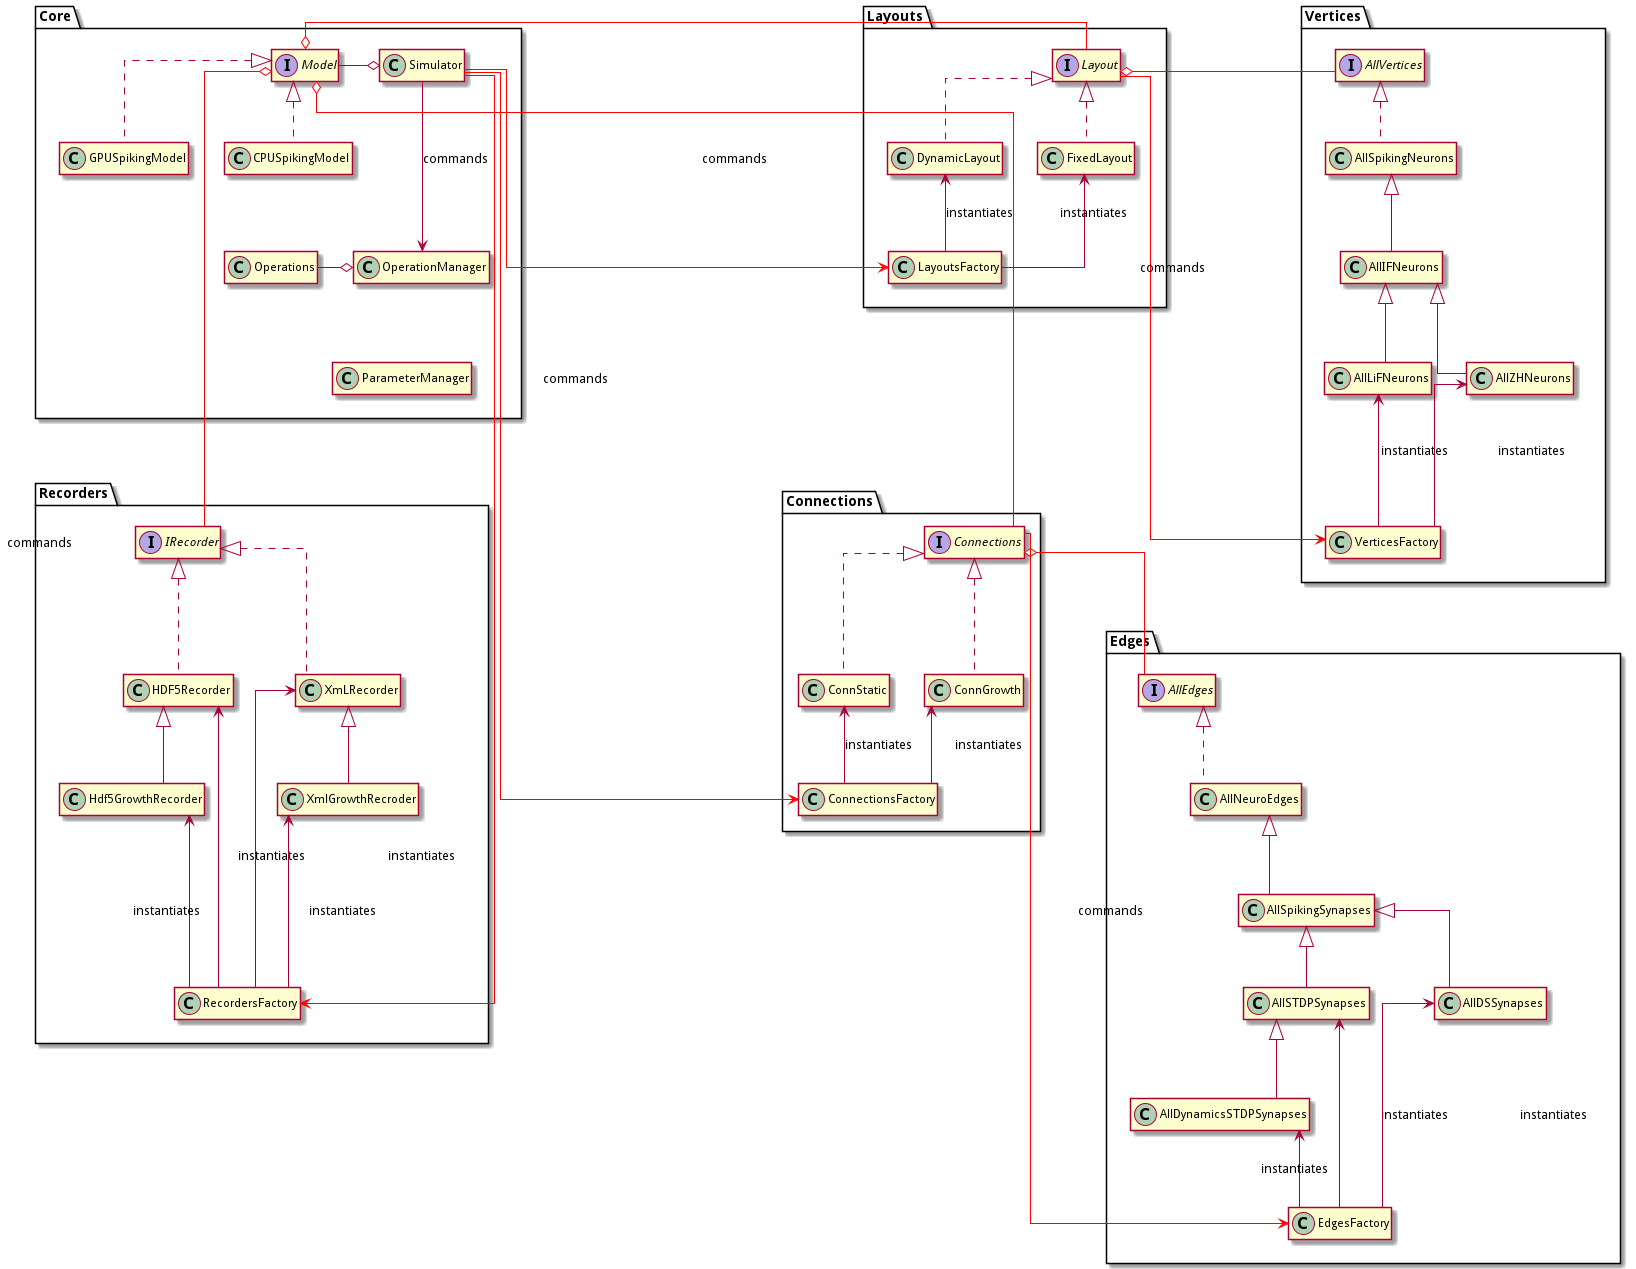 Core
Layouts
Vertices
I Model
C Simulator
I Layout
I AllVertices
C GPUSpikingModel
C CPUSpikingModel
commands
commands
C DynamicLayout
C FixedLayout
C AllSpikingNeurons
instantiates
instantiates
C Operations
C OperationManager
C LayoutsFactory
commands
C AllIFNeurons
C ParameterManager
commands
C AllLiFNeurons
C AllZHNeurons
instantiates
instantiates
Recorders
Connections
commands
I IRecorder
I Connections
C VerticesFactory
Edges
C HDF5Recorder
C XmLRecorder
C ConnStatic
C ConnGrowth
I AllEdges
instantiates
instantiates
C Hdf5GrowthRecorder
C XmlGrowthRecroder
C ConnectionsFactory
C AllNeuroEdges
instantiates
instantiates
instantiates
instantiates
commands
C AllSpikingSynapses
C RecordersFactory
C AllSTDPSynapses
C AllDSSynapses
C AllDynamicsSTDPSynapses
instantiates
instantiates
instantiates
C EdgesFactory